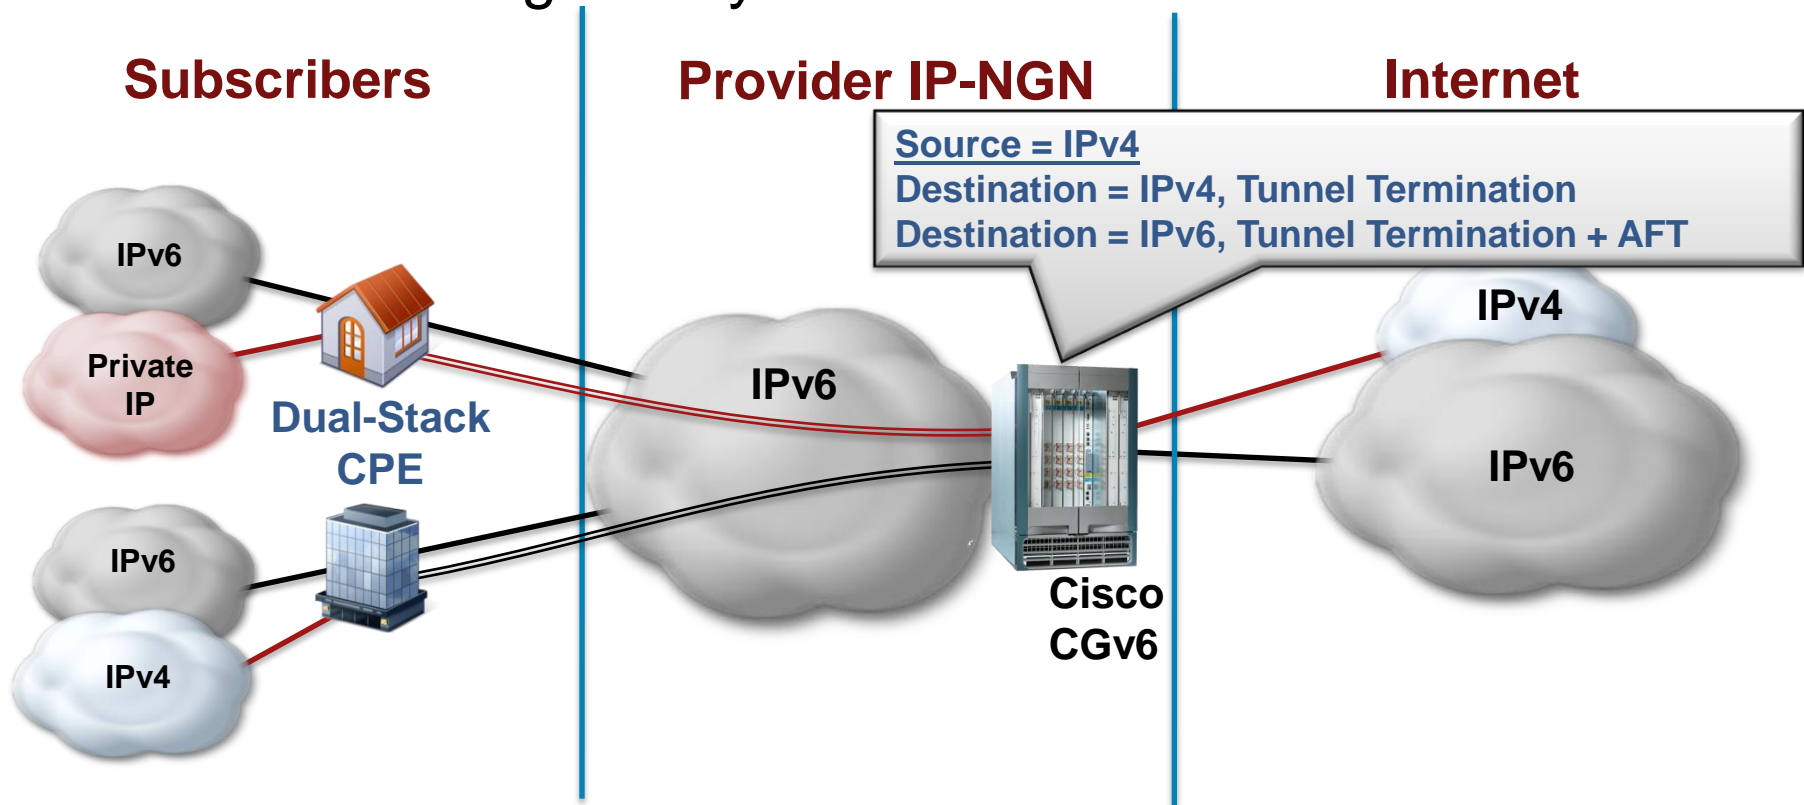 Subscribers
Provider IP-NGN
Internet
Source = IPv4
Destination = IPv4, Tunnel Termination
Destination = IPv6, Tunnel Termination + AFT
IPv6
Private
IP
Dual-Stack
CPE
IPv6
IPv4
IPv6
Cisco
CGv6
IPv4
IPv6